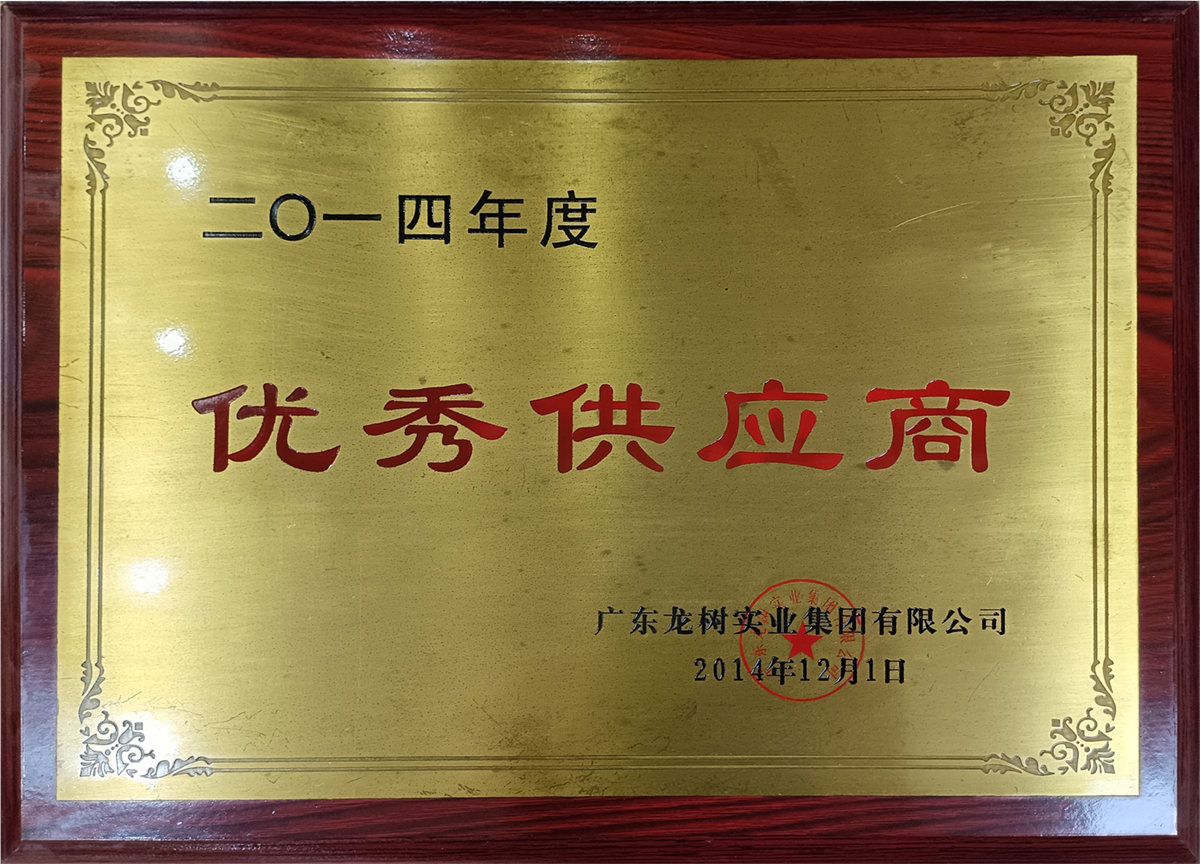 二〇一四年度
优秀供应商
广东龙树实业集团有限公司
2014年12月1日